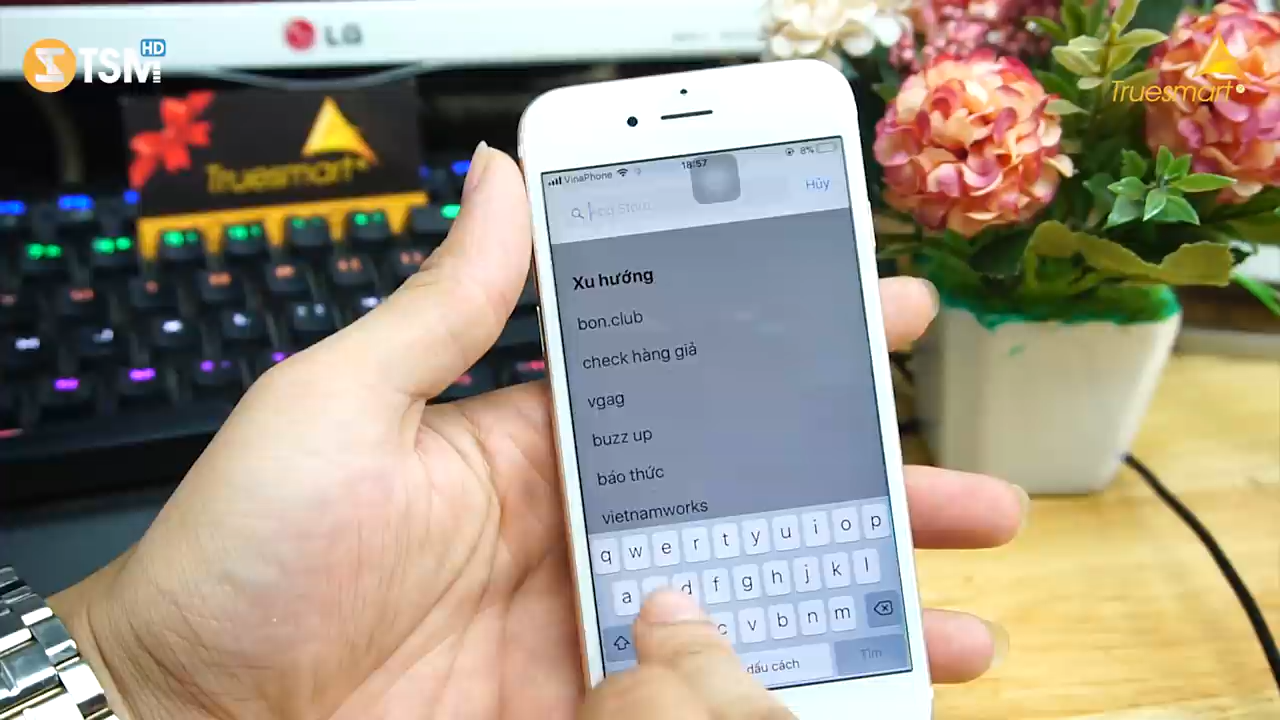 LG
TSM
HD
Truesmart
Truesmart
VinaPhone
18:57
8%
Hủy
Xu hướng
bon.club
check hàng giả
vgag
buzz up
báo thức
vietnamworks
q w e r t y u i o p
a d f g h j k l
c v b n m
dấu cách
Tìm